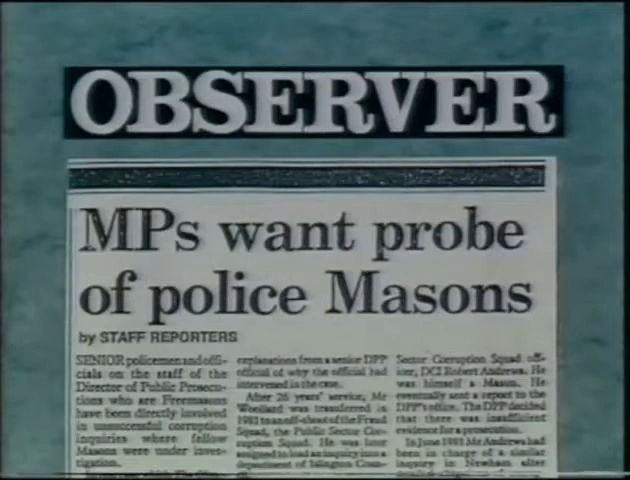 OBSERVER
MPs want probe
of police Masons
by STAFF REPORTERS
SENIOR policemen and offi-
cials on the staff of the
Director of Public Prosecu-
tions who are Freemasons
have been directly involved
in unsuccessful corruption
inquiries where fellow
Masons were under inves-
tigation.
explanations from a senior DPP
official of why the official had
intervened in the case.
After 26 years' service, Mr
Woollard was transferred in
1981 to an off-shoot of the Fraud
Squad, the Public Sector Cor-
ruption Squad. He was later
assigned to lead an inquiry into a
department of Islington Coun-
Sector Corruption Squad off-
icer, DCI Robert Andrews. He
was himself a Mason. He
eventually sent a report to the
DPP's office. The DPP decided
that there was insufficient
evidence for a prosecution.
In June 1981 Mr Andrews had
been in charge of a similar
inquiry in Newham after